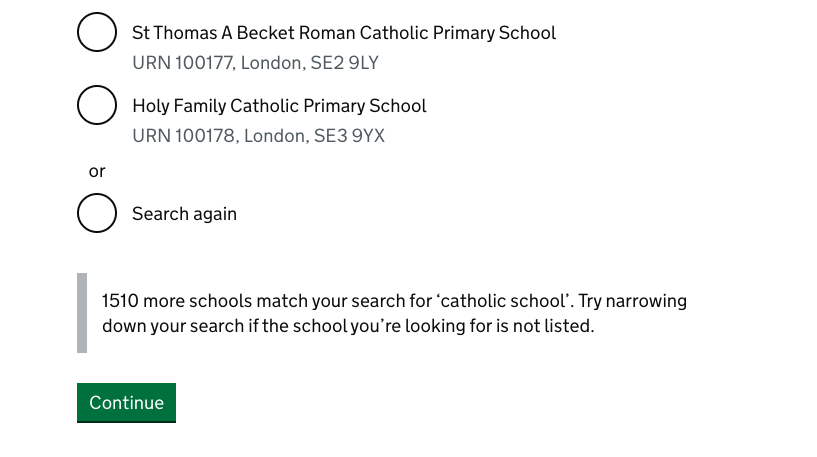 St Thomas A Becket Roman Catholic Primary School
URN 100177, London, SE2 9LY
Holy Family Catholic Primary School
URN 100178, London, SE3 9YX
or
Search again
1510 more schools match your search for ‘catholic school’. Try narrowing
down your search if the school you’re looking for is not listed.
Continue